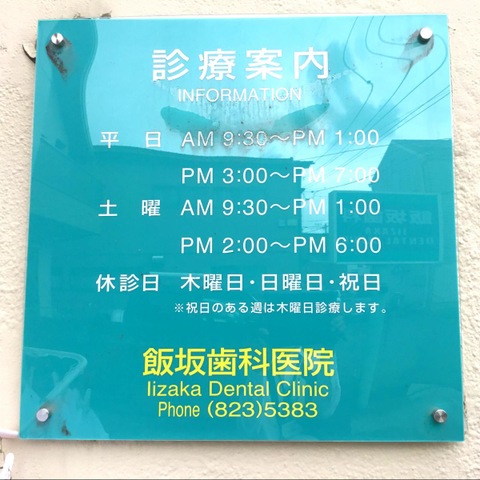 診療案内
INFORMATION
平 日 AM 9:30〜PM 1:00
PM 3:00〜PM 7:00
土 曜 AM 9:30〜PM 1:00
PM 2:00〜PM 6:00
休診日 木曜日・日曜日・祝日
※祝日のある週は木曜日診療します。
飯坂歯科医院
Iizaka Dental Clinic
Phone (823)5383